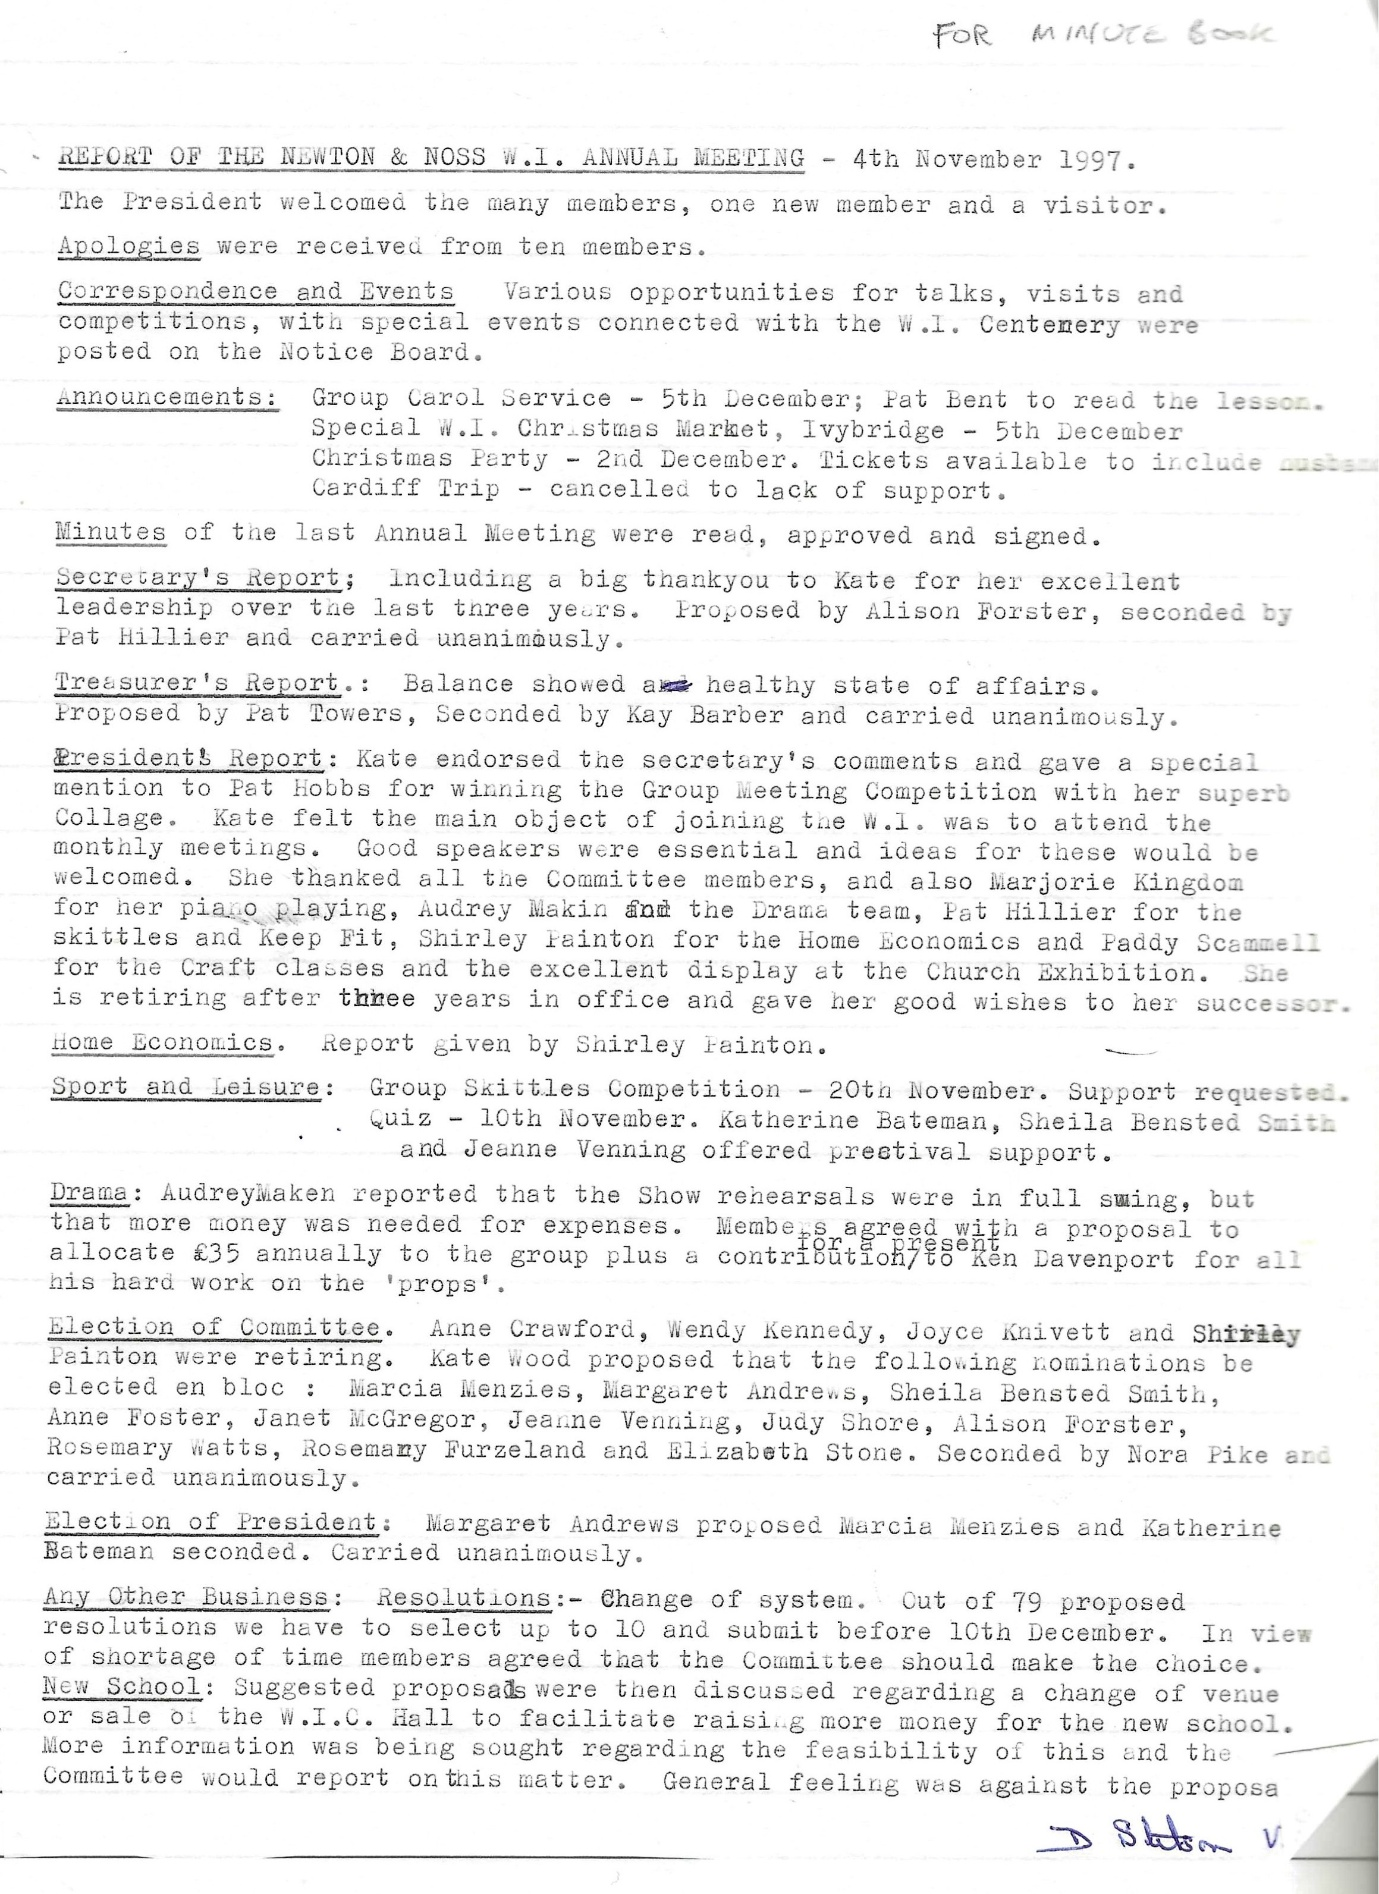 FOR MINUTE BOOK
REPORT OF THE NEWTON & NOSS W.I. ANNUAL MEETING - 4th November 1997.
The President welcomed the many members, one new member and a visitor.
Apologies were received from ten members.
Correspondence and Events Various opportunities for talks, visits and
competitions, with special events connected with the W.I. Centenery were
posted on the Notice Board.
Announcements: Group Carol Service - 5th December; Pat Bent to read the lesson.
Special W.I. Christmas Market, Ivybridge - 5th December
Christmas Party - 2nd December. Tickets available to include
Cardiff Trip - cancelled to lack of support.
Minutes of the last Annual Meeting were read, approved and signed.
Secretary's Report; Including a big thankyou to Kate for her excellent
leadership over the last three years. Proposed by Alison Forster, seconded by
Pat Hillier and carried unanimously.
Treasurer's Report.: Balance showed a healthy state of affairs.
Proposed by Pat Towers, Seconded by Kay Barber and carried unanimously.
President's Report: Kate endorsed the secretary's comments and gave a special
mention to Pat Hobbs for winning the Group Meeting Competition with her superb
Collage. Kate felt the main object of joining the W.I. was to attend the
monthly meetings. Good speakers were essential and ideas for these would be
welcomed. She thanked all the Committee members, and also Marjorie Kingdom
for her piano playing, Audrey Makin and the Drama team, Pat Hillier for the
skittles and Keep Fit, Shirley Painton for the Home Economics and Paddy Scammell
for the Craft classes and the excellent display at the Church Exhibition. She
is retiring after three years in office and gave her good wishes to her successor.
Home Economics. Report given by Shirley Painton.
Sport and Leisure: Group Skittles Competition - 20th November. Support requested.
Quiz - 10th November. Katherine Bateman, Sheila Bensted Smith
and Jeanne Venning offered preatival support.
Drama: AudreyMaken reported that the Show rehearsals were in full swing, but
that more money was needed for expenses. Members agreed with a proposal to
for a present
allocate £35 annually to the group plus a contribution/to Ken Davenport for all
his hard work on the 'props'.
Election of Committee. Anne Crawford, Wendy Kennedy, Joyce Knivett and Shirley
Painton were retiring. Kate Wood proposed that the following nominations be
elected en bloc : Marcia Menzies, Margaret Andrews, Sheila Bensted Smith,
Anne Foster, Janet McGregor, Jeanne Venning, Judy Shore, Alison Forster,
Rosemary Watts, Rosemary Furzeland and Elizabeth Stone. Seconded by Nora Pike and
carried unanimously.
Election of President: Margaret Andrews proposed Marcia Menzies and Katherine
Bateman seconded. Carried unanimously.
Any Other Business: Resolutions:- Change of system. Out of 79 proposed
resolutions we have to select up to 10 and submit before 10th December. In view
of shortage of time members agreed that the Committee should make the choice.
New School: Suggested proposals were then discussed regarding a change of venue
or sale of the W.I.C. Hall to facilitate raising more money for the new school.
More information was being sought regarding the feasibility of this and the
Committee would report on this matter. General feeling was against the proposa
D